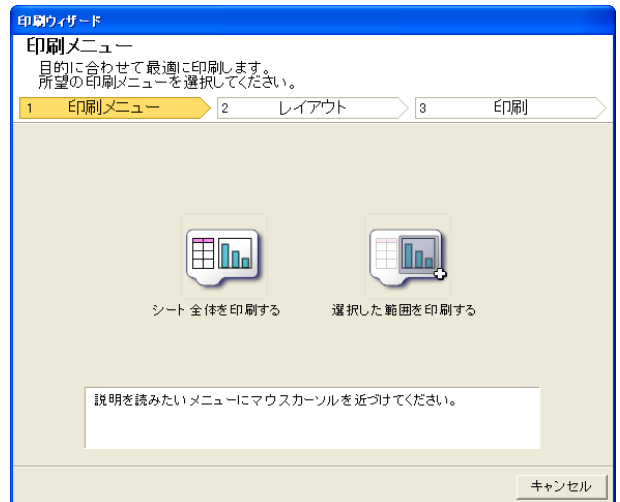 印刷ウィザード
印刷メニュー
目的に合わせて最適に印刷します。
所望の印刷メニューを選択してください。
1 印刷メニュー 2 レイアウト 3 印刷
シート全体を印刷する 選択した範囲を印刷する
説明を読みたいメニューにマウスカーソルを近づけてください。
キャンセル